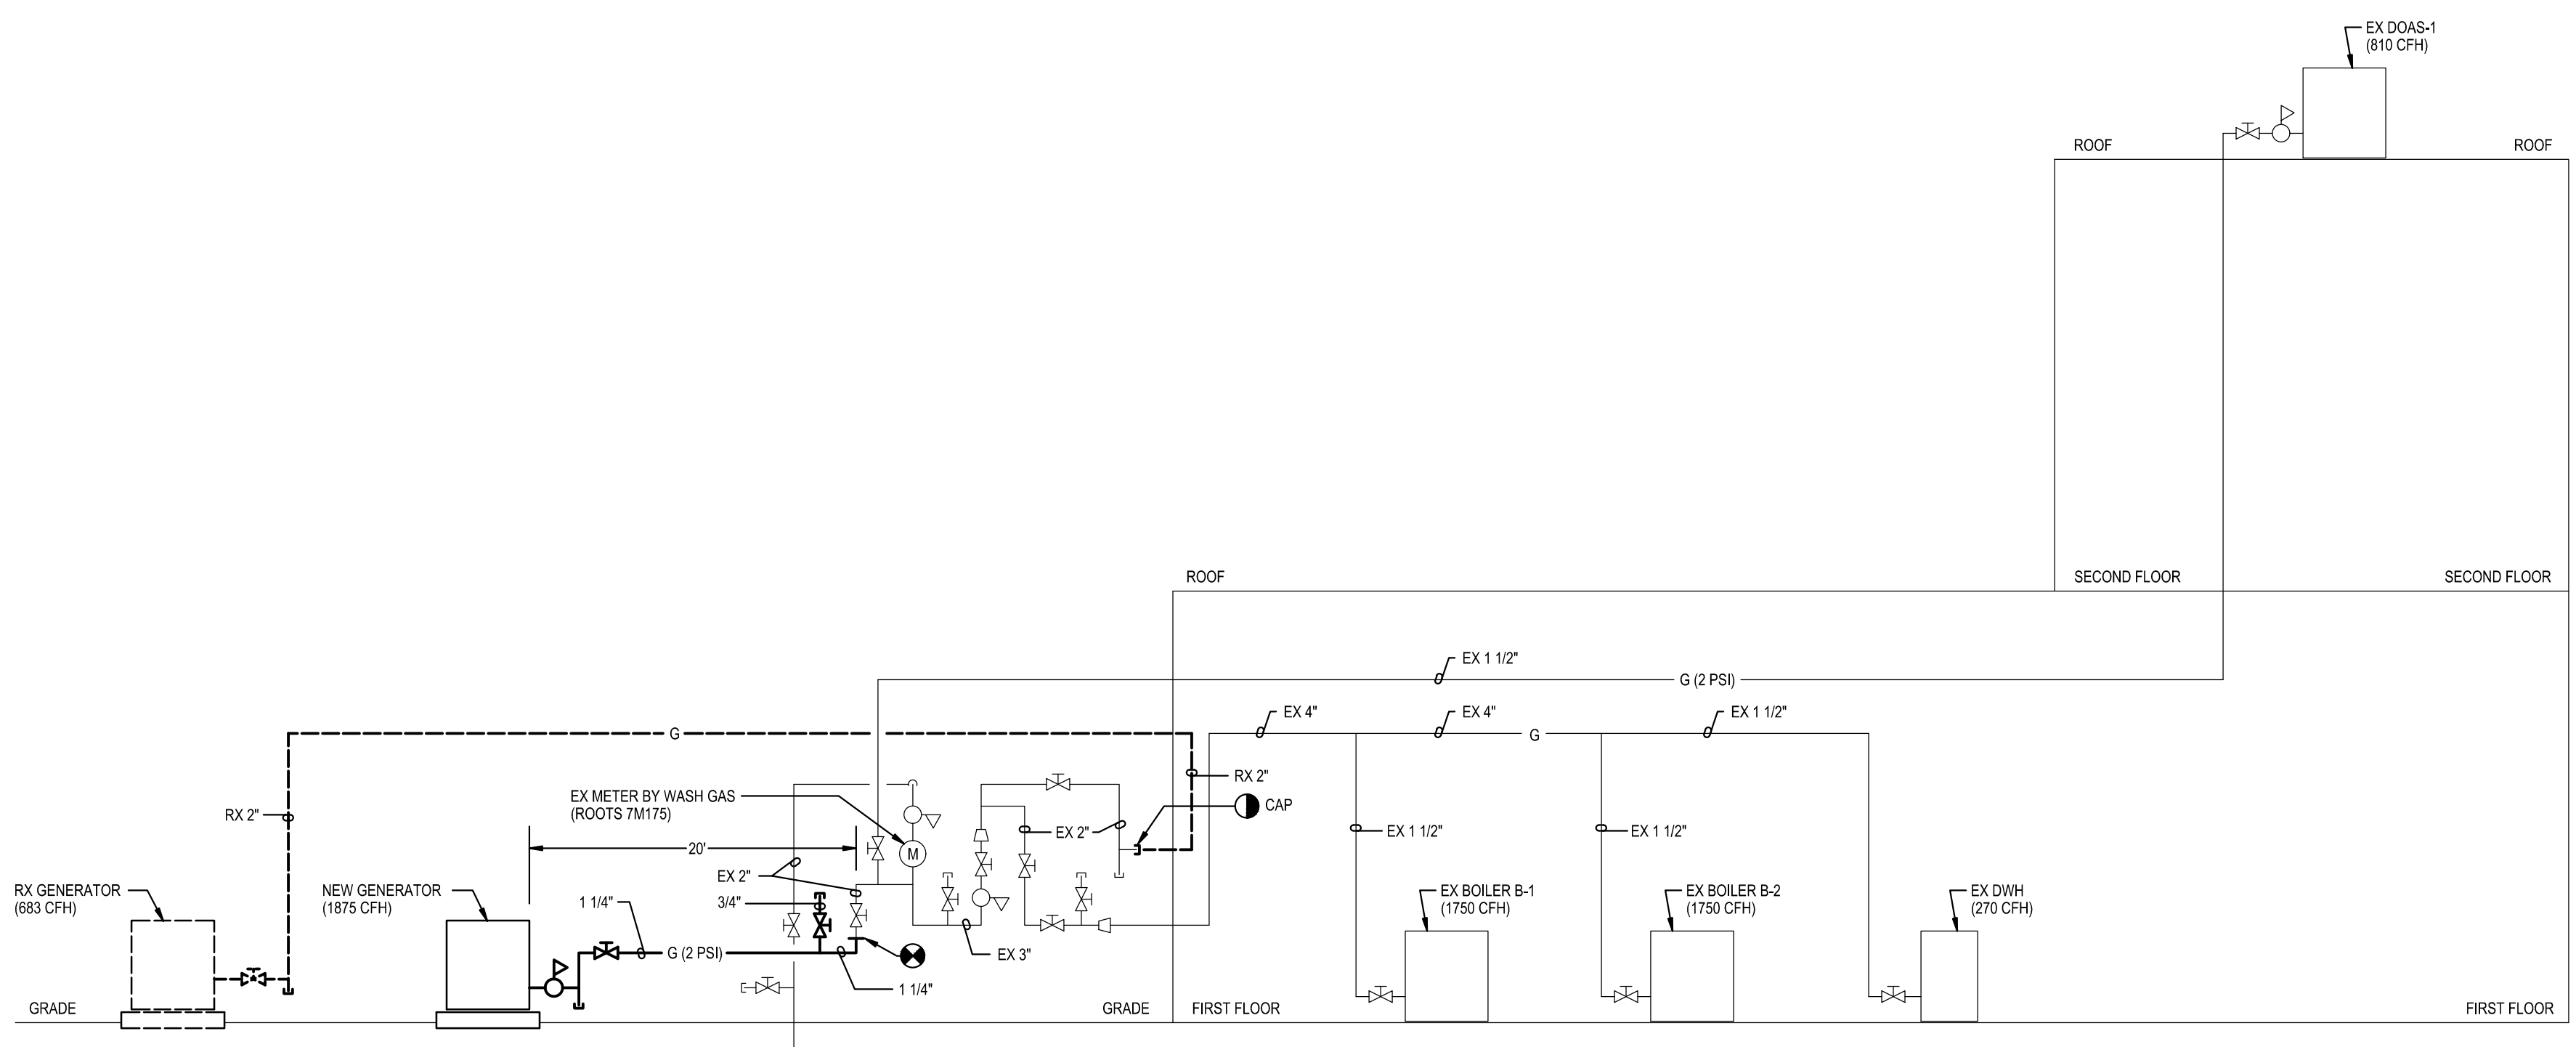 EX DOAS-1
(810 CFH)
ROOF
ROOF
ROOF
SECOND FLOOR
SECOND FLOOR
EX 1 1/2"
G (2 PSI)
EX 4"
EX 4"
EX 1 1/2"
G
G
RX 2"
EX METER BY WASH GAS
(ROOTS 7M175)
CAP
RX 2"
EX 2"
EX 1 1/2"
EX 1 1/2"
20'
M
EX 2"
RX GENERATOR
(683 CFH)
NEW GENERATOR
(1875 CFH)
1 1/4"
3/4"
EX BOILER B-1
(1750 CFH)
EX BOILER B-2
(1750 CFH)
EX DWH
(270 CFH)
G (2 PSI)
EX 3"
1 1/4"
GRADE
GRADE
FIRST FLOOR
FIRST FLOOR